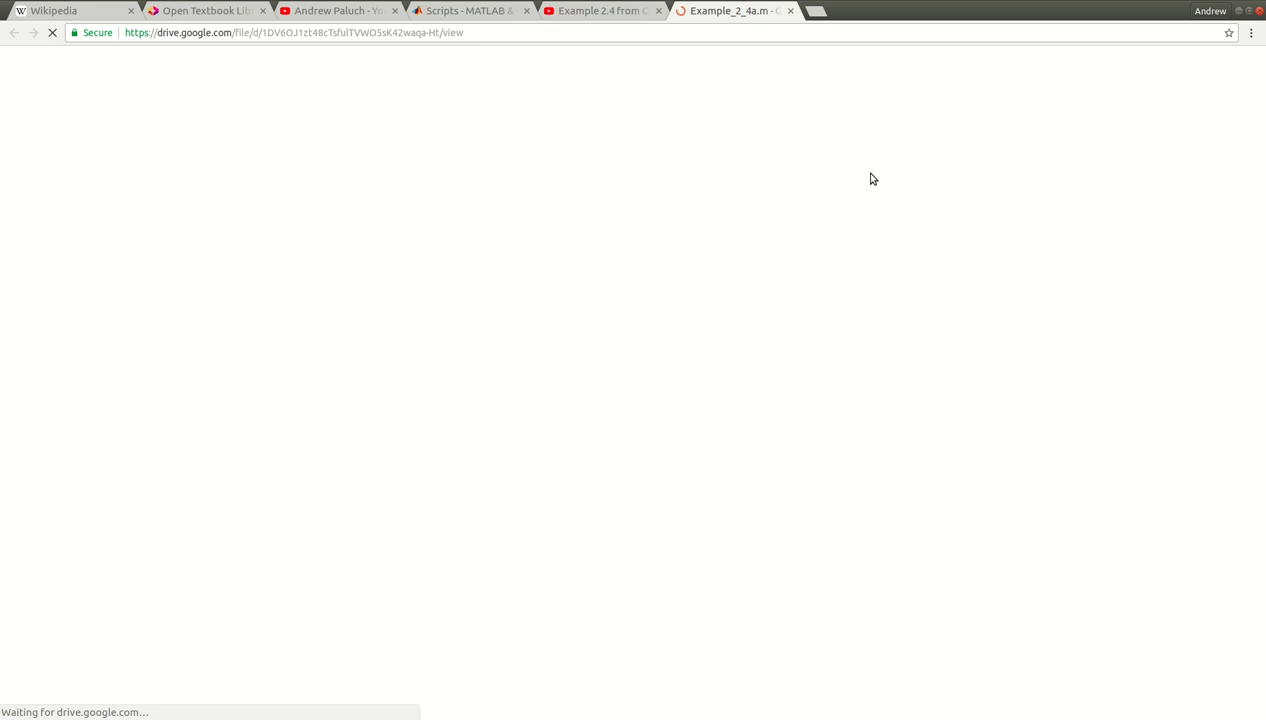 Wikipedia
Open Textbook Lib
Andrew Paluch - Yo
Scripts - MATLAB &
Example 2.4 from C
Example_2_4a.m - G
Andrew
Secure
https://drive.google.com/file/d/1DV6OJ1zt48cTsfulTVWO5sK42waqa-Ht/view
Waiting for drive.google.com...